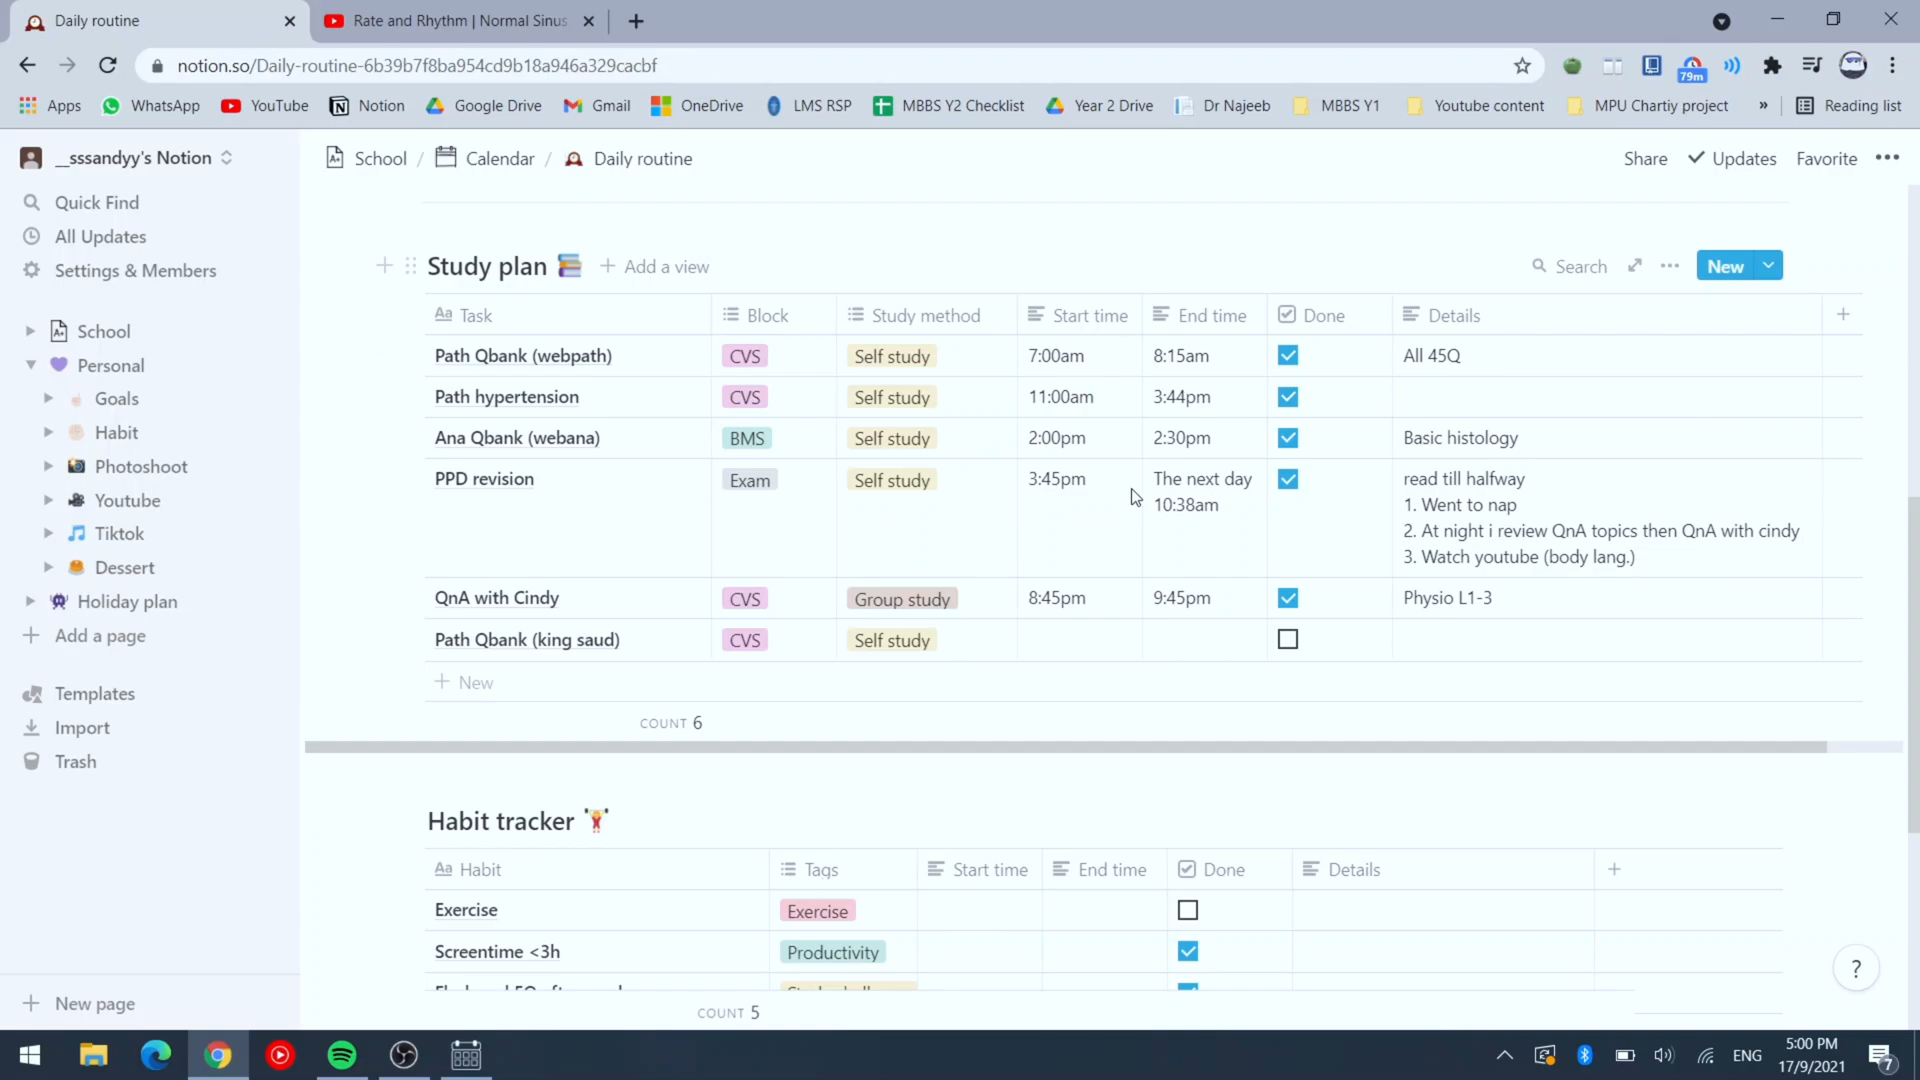 Daily routine
Rate and Rhythm | Normal Sinus
notion.so/Daily-routine-6b39b7f8ba954cd9b18a946a329cacbf
79m
Apps WhatsApp YouTube Notion Google Drive Gmail OneDrive LMS RSP MBBS Y2 Checklist Year 2 Drive Dr Najeeb MBBS Y1 Youtube content MPU Chartiy project » Reading list
__sssandyy's Notion
School / Calendar / Daily routine
Share Updates Favorite
Quick Find
All Updates
Settings & Members
School
Personal
Goals
Habit
Photoshoot
Youtube
Tiktok
Dessert
Holiday plan
Add a page
Templates
Import
Trash
New page
Study plan
Add a view
Search
New
Aa Task Block Study method Start time End time Done Details
Path Qbank (webpath) CVS Self study 7:00am 8:15am All 45Q
Path hypertension CVS Self study 11:00am 3:44pm
Ana Qbank (webana) BMS Self study 2:00pm 2:30pm Basic histology
PPD revision Exam Self study 3:45pm The next day read till halfway
10:38am 1. Went to nap
2. At night i review QnA topics then QnA with cindy
3. Watch youtube (body lang.)
QnA with Cindy CVS Group study 8:45pm 9:45pm Physio L1-3
Path Qbank (king saud) CVS Self study
New
COUNT 6
Habit tracker
Aa Habit Tags Start time End time Done Details
Exercise Exercise
Screentime <3h Productivity
COUNT 5
?
ENG
5:00 PM
17/9/2021
7